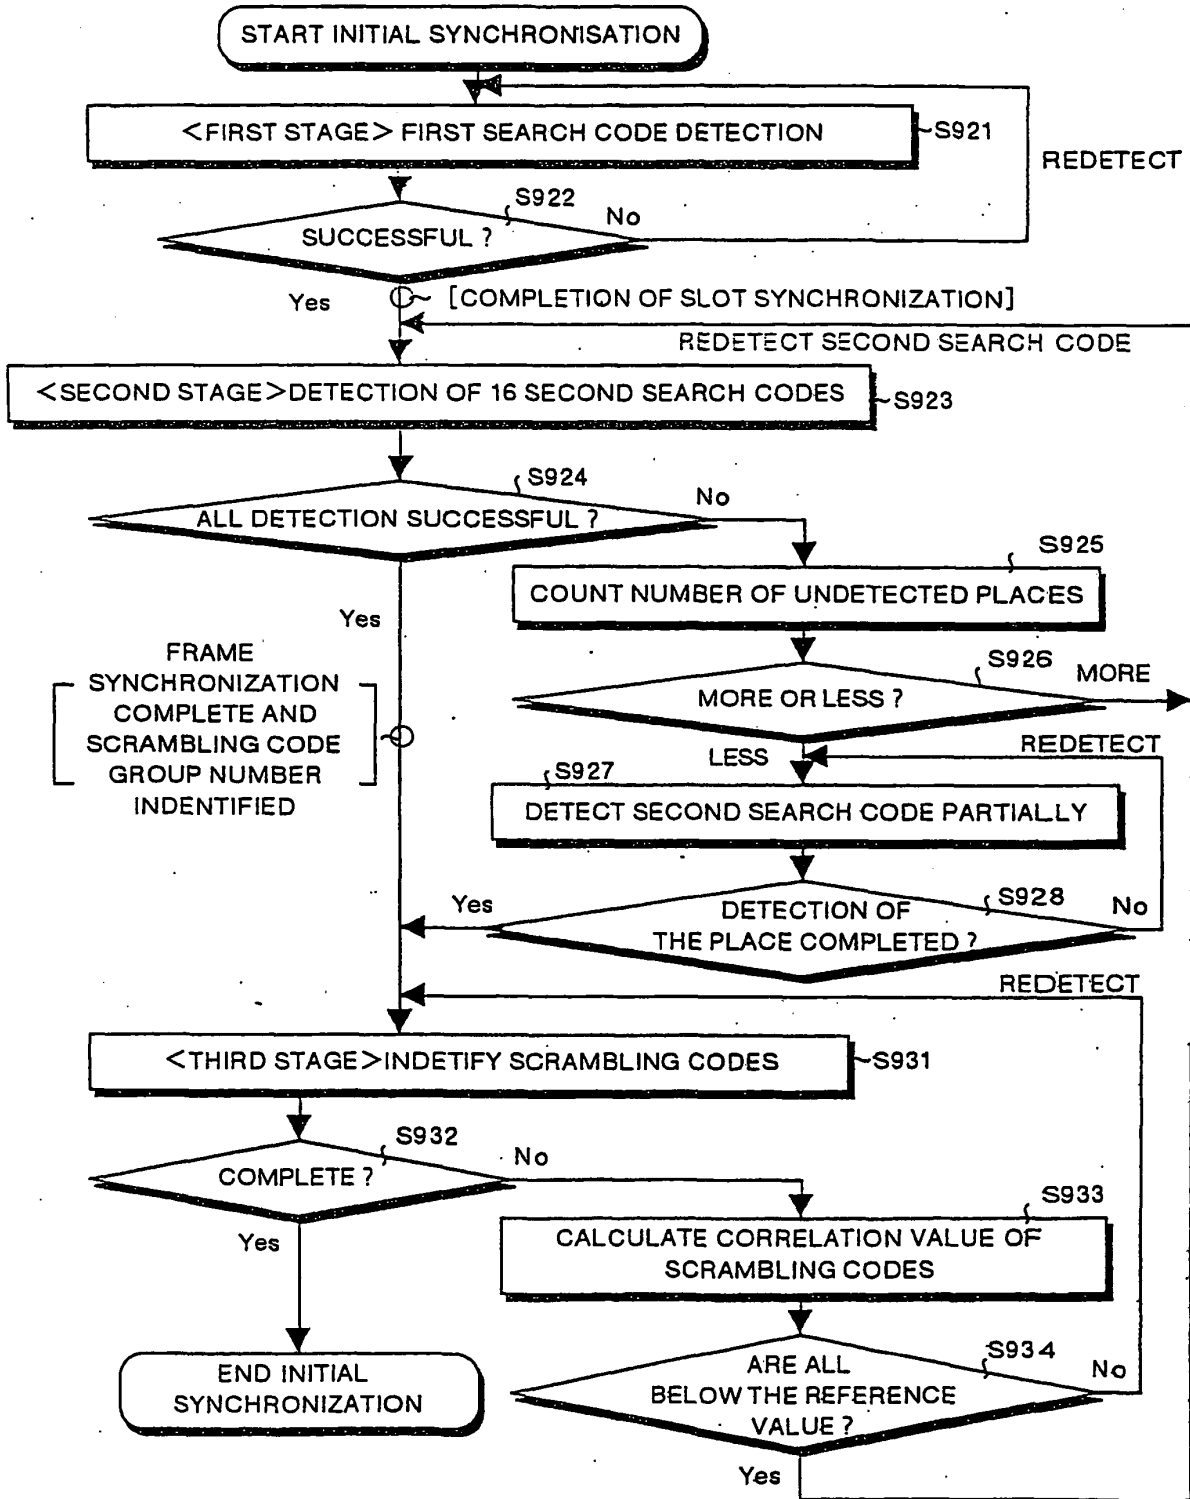 START INITIAL SYNCHRONISATION
<FIRST STAGE> FIRST SEARCH CODE DETECTION
S921
REDETECT
S922
SUCCESSFUL ?
No
Yes
[COMPLETION OF SLOT SYNCHRONIZATION]
REDETECT SECOND SEARCH CODE
<SECOND STAGE>DETECTION OF 16 SECOND SEARCH CODES
S923
S924
ALL DETECTION SUCCESSFUL ?
No
S925
COUNT NUMBER OF UNDETECTED PLACES
Yes
FRAME
SYNCHRONIZATION
COMPLETE AND
SCRAMBLING CODE
GROUP NUMBER
INDENTIFIED
S926
MORE OR LESS ?
MORE
LESS
REDETECT
S927
DETECT SECOND SEARCH CODE PARTIALLY
S928
DETECTION OF
THE PLACE COMPLETED ?
Yes
No
REDETECT
<THIRD STAGE>INDETIFY SCRAMBLING CODES
S931
S932
COMPLETE ?
No
Yes
S933
CALCULATE CORRELATION VALUE OF
SCRAMBLING CODES
END INITIAL
SYNCHRONIZATION
S934
ARE ALL
BELOW THE REFERENCE
VALUE ?
No
Yes